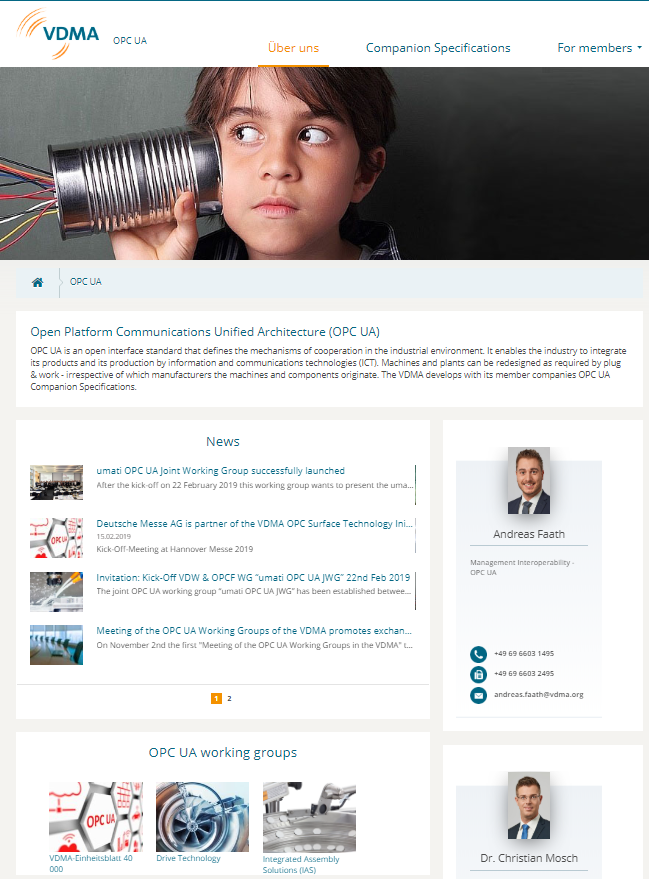 VDMA
OPC UA
Über uns
Companion Specifications
For members
OPC UA
Open Platform Communications Unified Architecture (OPC UA)
OPC UA is an open interface standard that defines the mechanisms of cooperation in the industrial environment. It enables the industry to integrate
its products and its production by information and communications technologies (ICT). Machines and plants can be redesigned as required by plug
& work - irrespective of which manufacturers the machines and components originate. The VDMA develops with its member companies OPC UA
Companion Specifications.
News
umati OPC UA Joint Working Group successfully launched
After the kick-off on 22 February 2019 this working group wants to present the uma...
OPC UA
Deutsche Messe AG is partner of the VDMA OPC Surface Technology Ini...
15.02.2019
Kick-Off-Meeting at Hannover Messe 2019
Invitation: Kick-Off VDW & OPCF WG “umati OPC UA JWG” 22nd Feb 2019
The joint OPC UA working group “umati OPC UA JWG” has been established betwee...
Meeting of the OPC UA Working Groups of the VDMA promotes exchan...
On November 2nd the first "Meeting of the OPC UA Working Groups in the VDMA" t...
1 2
Andreas Faath
Management Interoperability -
OPC UA
+49 69 6603 1495
+49 69 6603 2495
andreas.faath@vdma.org
OPC UA working groups
OPC UA
VDMA-Einheitsblatt 40
000
Drive Technology
Integrated Assembly
Solutions (IAS)
Dr. Christian Mosch